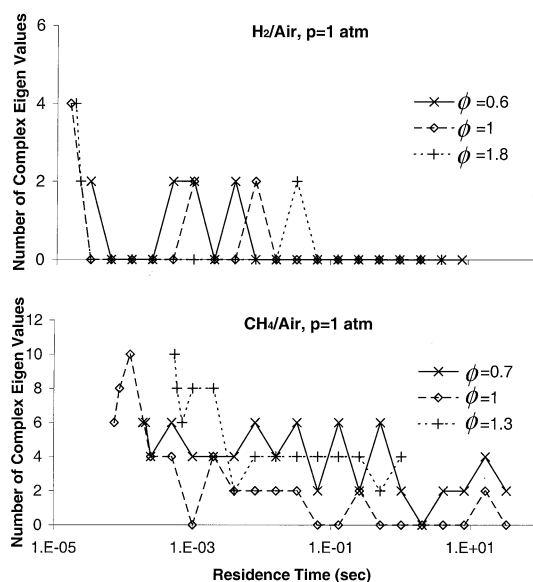 H2/Air, p=1 atm
Number of Complex Eigen Values
6
4
2
0
ϕ =0.6
ϕ =1
ϕ =1.8
CH4/Air, p=1 atm
Number of Complex Eigen Values
12
10
8
6
4
2
0
ϕ =0.7
ϕ =1
ϕ =1.3
1.E-05 1.E-03 1.E-01 1.E+01
Residence Time (sec)